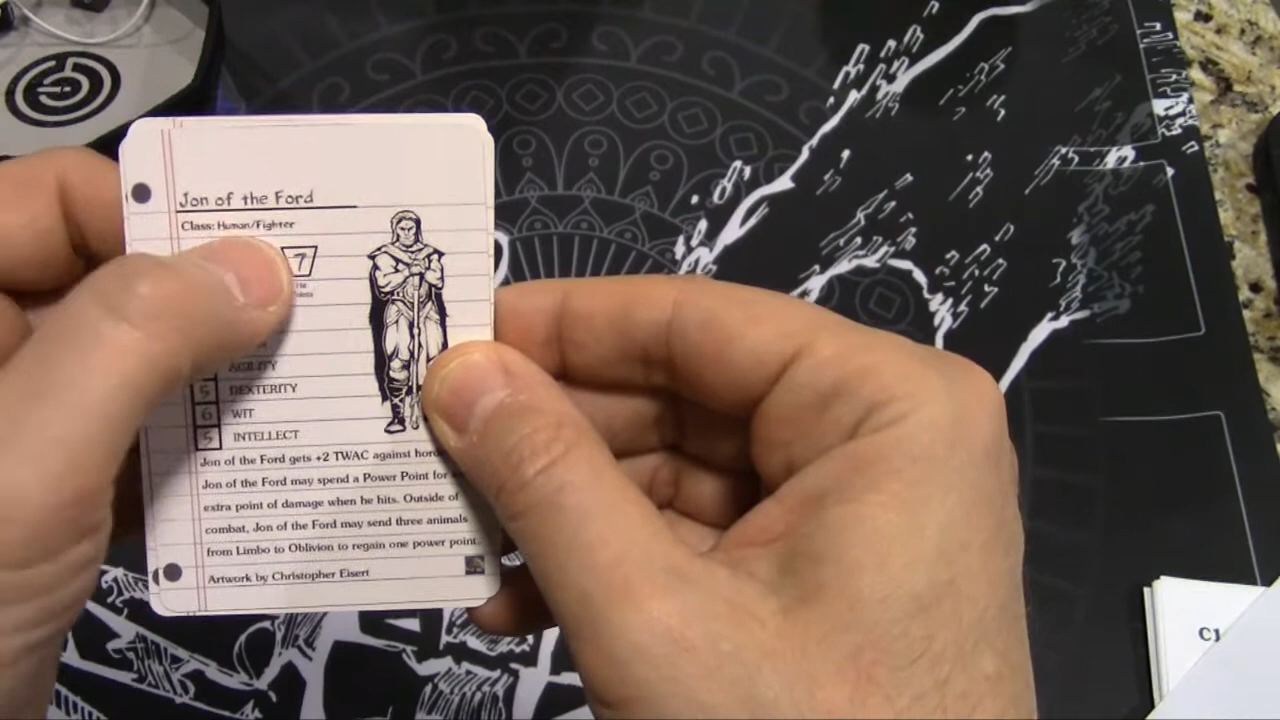 Jon of the Ford
Class: Human/Fighter
7
Hit
Points
AGILITY
5 DEXTERITY
6 WIT
5 INTELLECT
Jon of the Ford gets +2 TWAC against
Jon of the Ford may spend a Power Point for
extra point of damage when he hits. Outside of
combat, Jon of the Ford may send three animals
from Limbo to Oblivion to regain one power point.
Artwork by Christopher Eisert